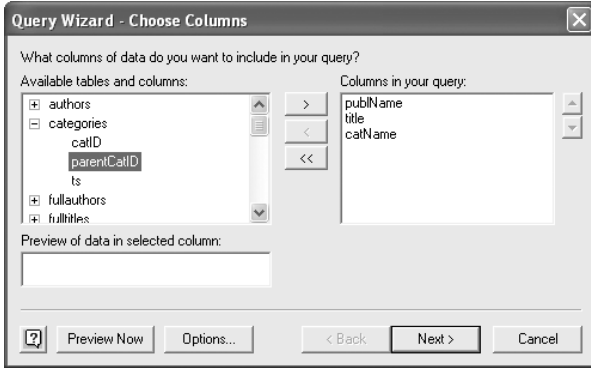 Query Wizard - Choose Columns
What columns of data do you want to include in your query?
Available tables and columns:
Columns in your query:
authors
categories
catID
parentCatID
ts
fullauthors
fulltitles
>
<
<<
publName
title
catName
Preview of data in selected column:
?
Preview Now
Options...
< Back
Next >
Cancel